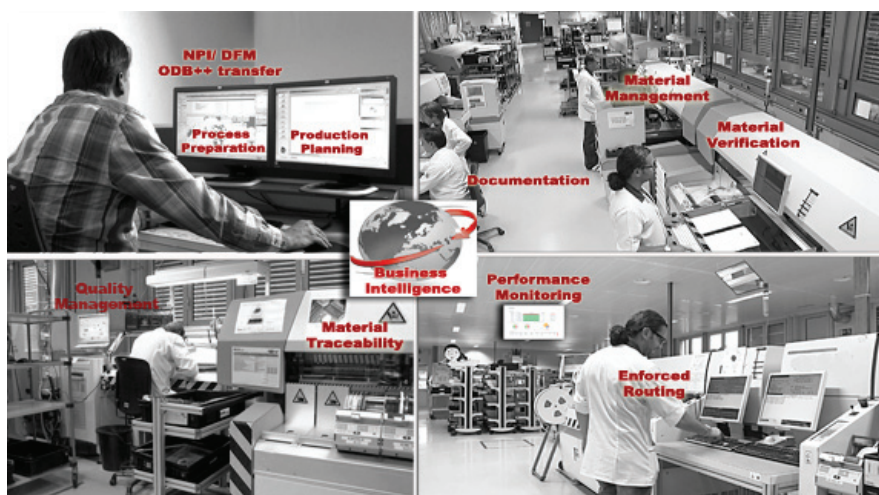 NPI/ DFM
ODB++ transfer
Process
Preparation
Production
Planning
Material
Management
Material
Verification
Documentation
Business
Intelligence
Quality
Management
Material
Traceability
Performance
Monitoring
Enforced
Routing